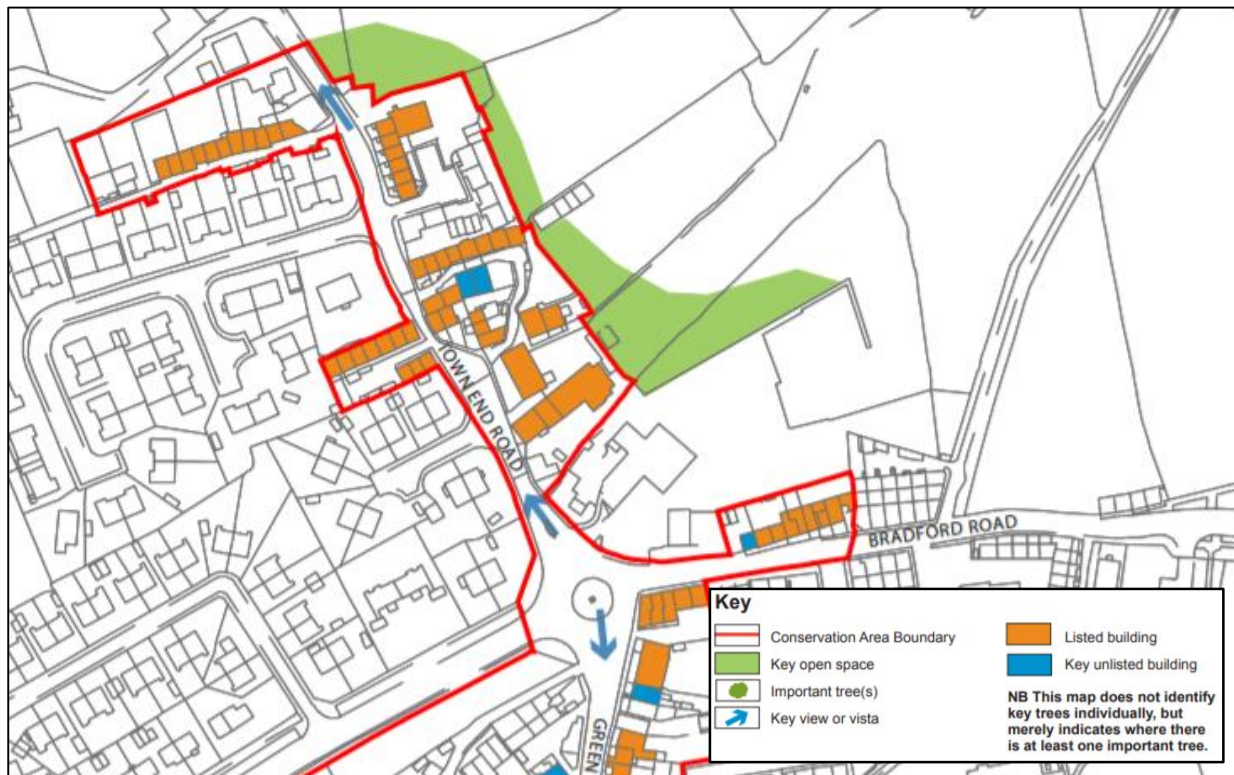 TOWN END ROAD
BRADFORD ROAD
GREEN
Key
Conservation Area Boundary
Key open space
Important tree(s)
Key view or vista
Listed building
Key unlisted building
NB This map does not identify
key trees individually, but
merely indicates where there
is at least one important tree.